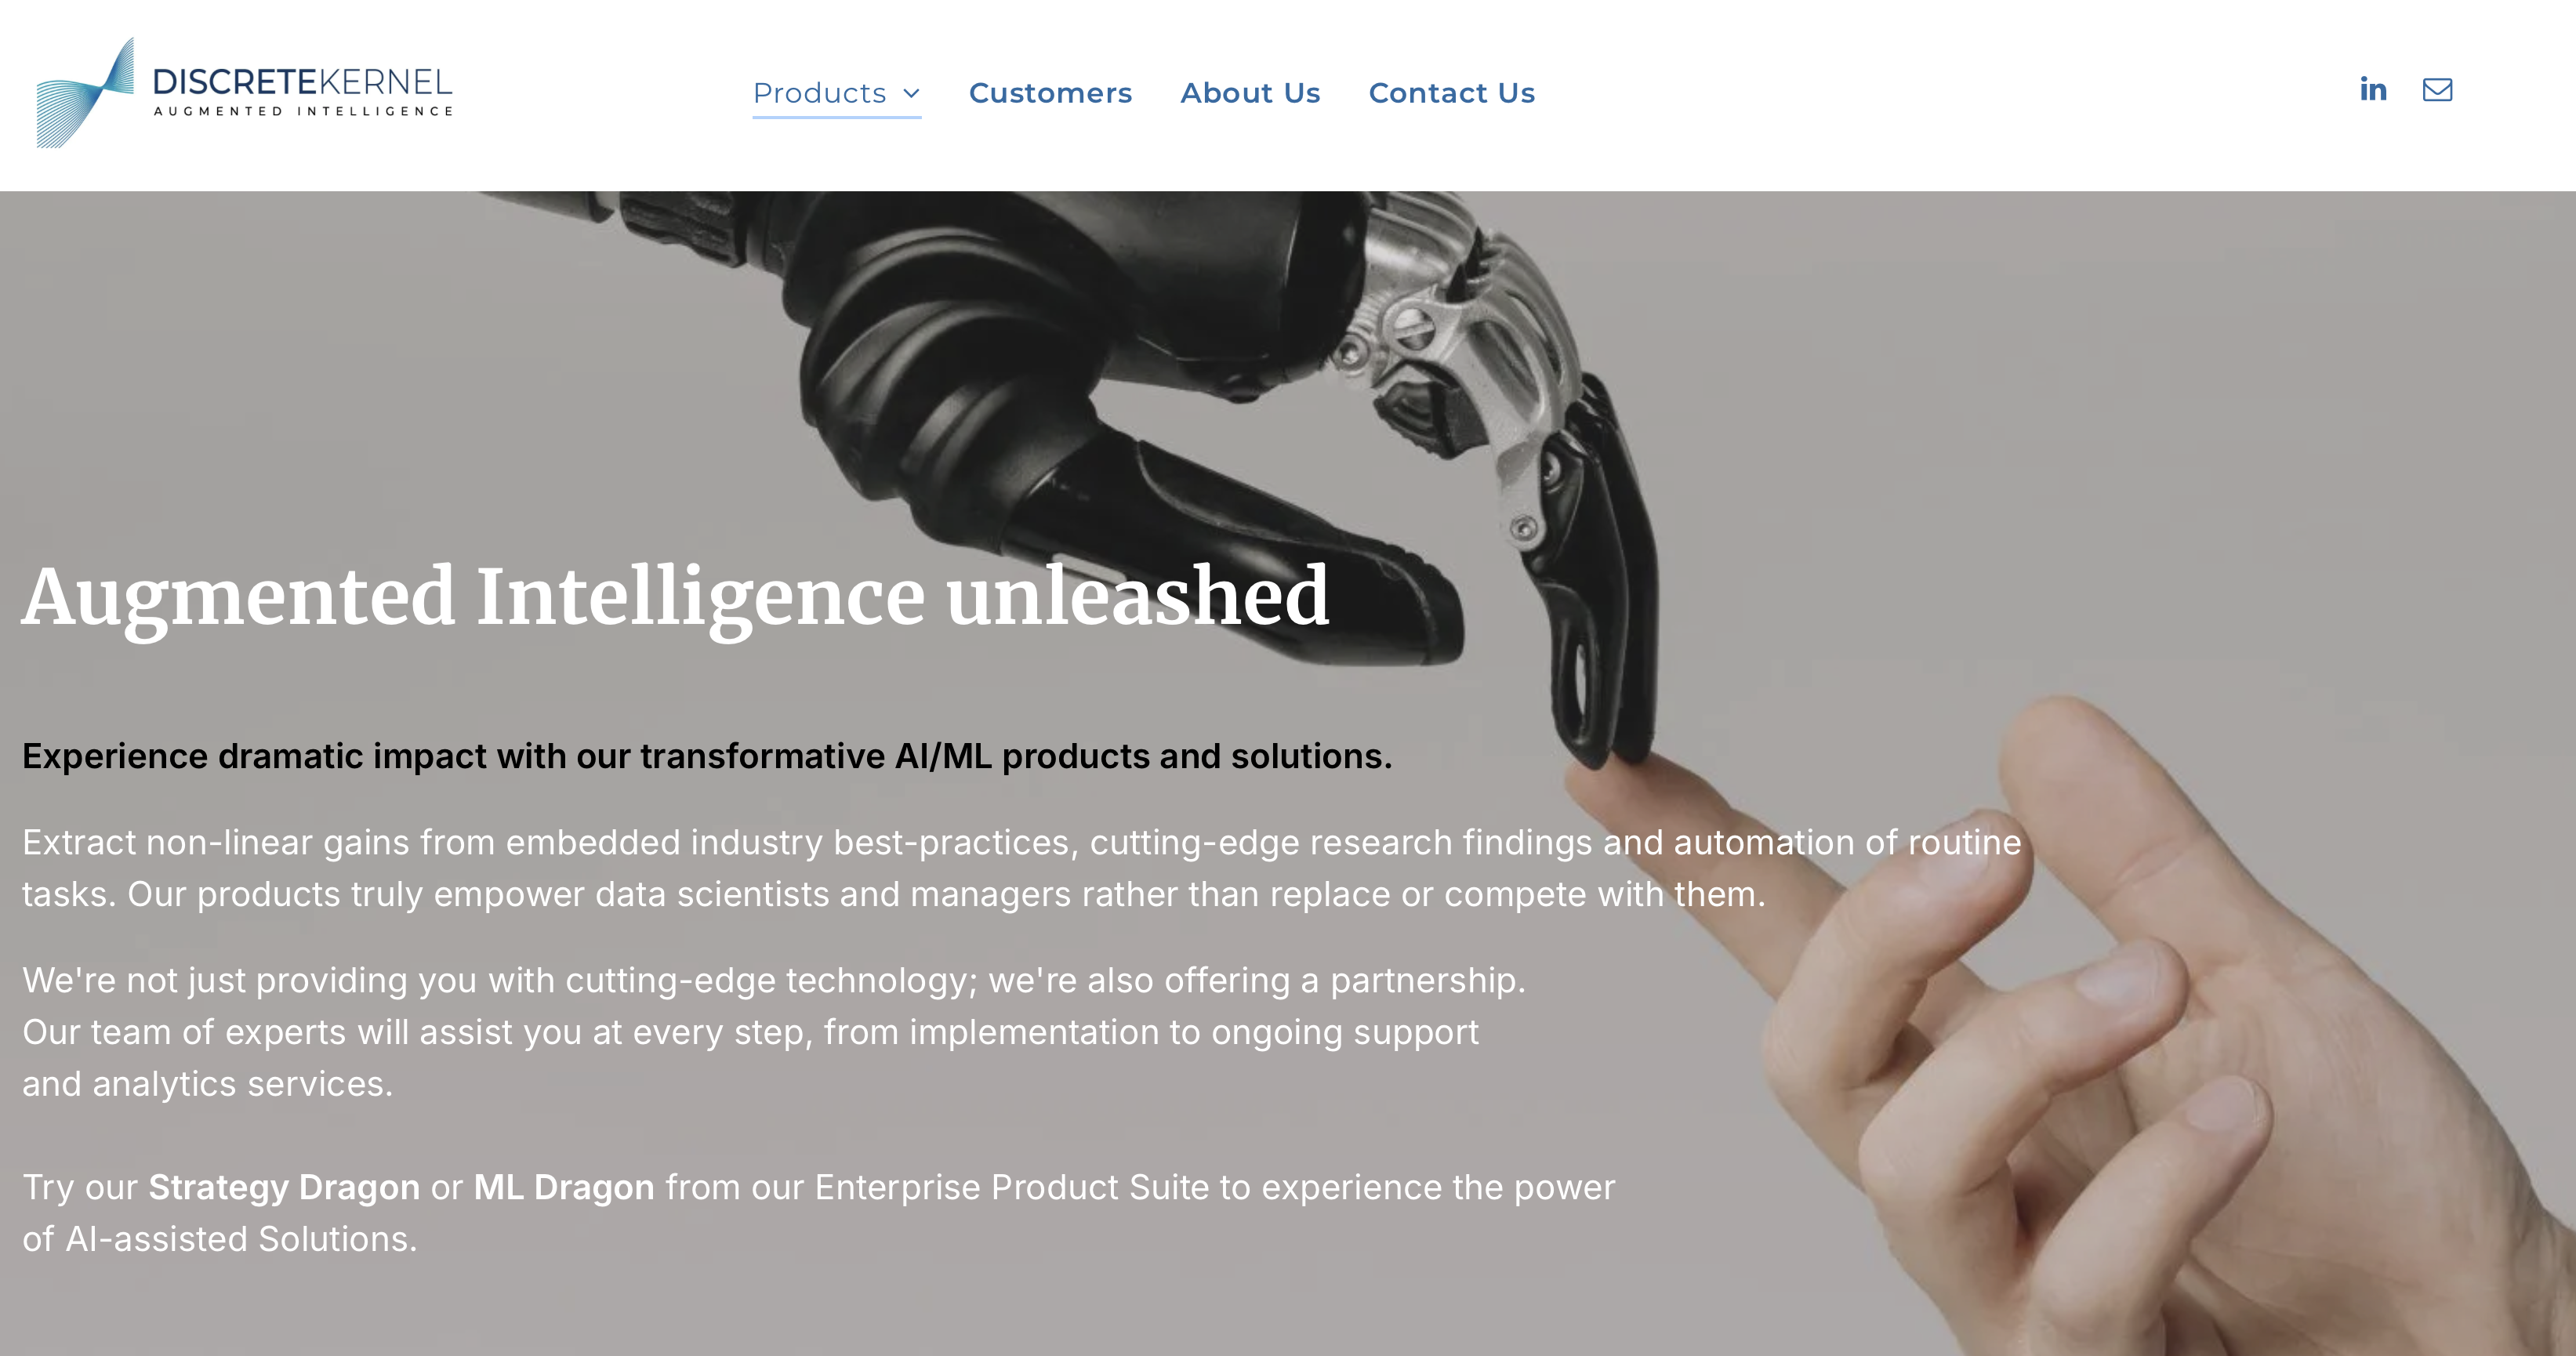 DISCRETEKERNEL
AUGMENTED INTELLIGENCE
Products
Customers
About Us
Contact Us
in
Augmented Intelligence unleashed
Experience dramatic impact with our transformative AI/ML products and solutions.
Extract non-linear gains from embedded industry best-practices, cutting-edge research findings and automation of routine
tasks. Our products truly empower data scientists and managers rather than replace or compete with them.
We're not just providing you with cutting-edge technology; we're also offering a partnership.
Our team of experts will assist you at every step, from implementation to ongoing support
and analytics services.
Try our Strategy Dragon or ML Dragon from our Enterprise Product Suite to experience the power
of AI-assisted Solutions.